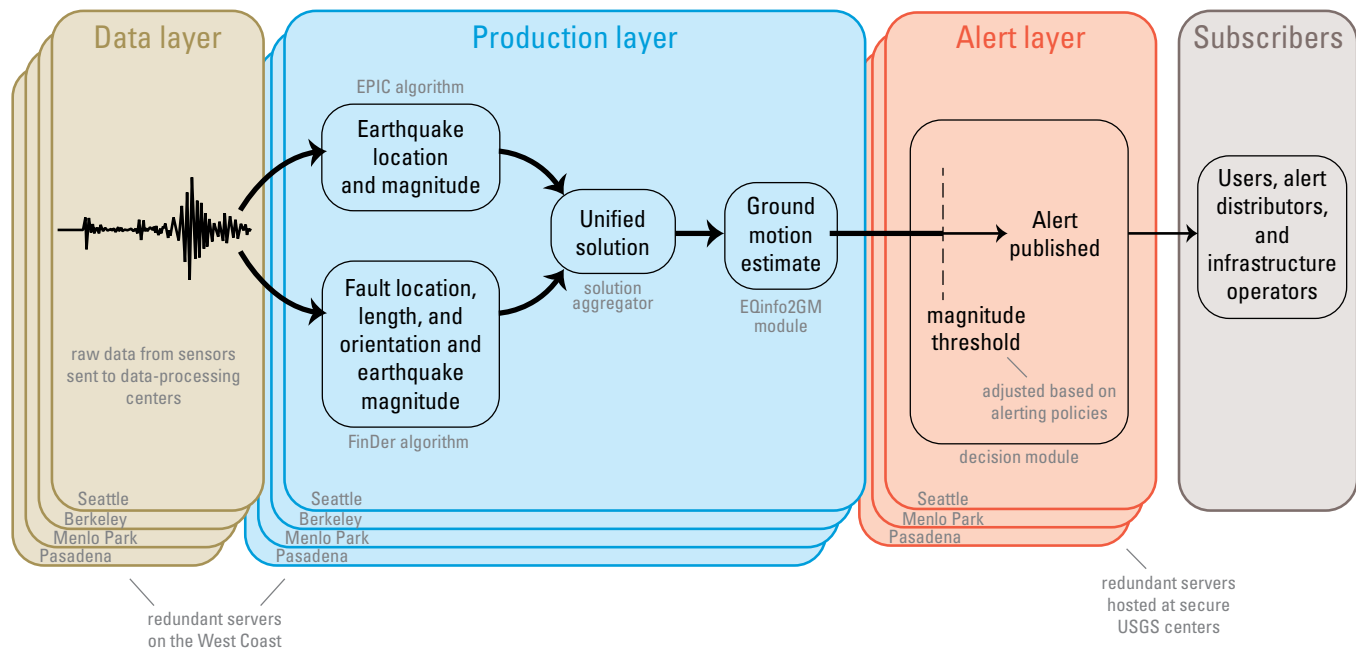 Data layer
raw data from sensors
sent to data-processing
centers
Seattle
Berkeley
Menlo Park
Pasadena
Production layer
EPIC algorithm
Earthquake
location
and magnitude
Fault location,
length, and
orientation and
earthquake
magnitude
FinDer algorithm
Unified
solution
solution
aggregator
Ground
motion
estimate
EQinfo2GM
module
Seattle
Berkeley
Menlo Park
Pasadena
redundant servers
on the West Coast
Alert layer
Alert
published
magnitude
threshold
adjusted based on
alerting policies
decision module
Seattle
Menlo Park
Pasadena
redundant servers
hosted at secure
USGS centers
Subscribers
Users, alert
distributors,
and
infrastructure
operators